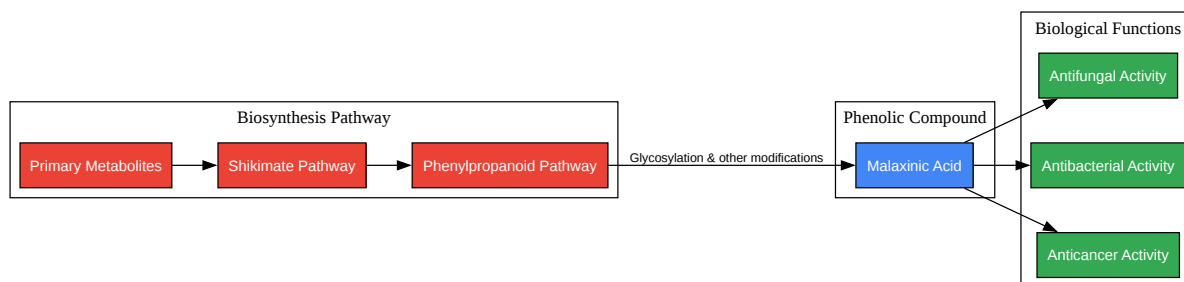 Biosynthesis Pathway
Primary Metabolites
Shikimate Pathway
Phenylpropanoid Pathway
Glycosylation & other modifications
Phenolic Compound
Malaxinic Acid
Biological Functions
Antifungal Activity
Antibacterial Activity
Anticancer Activity